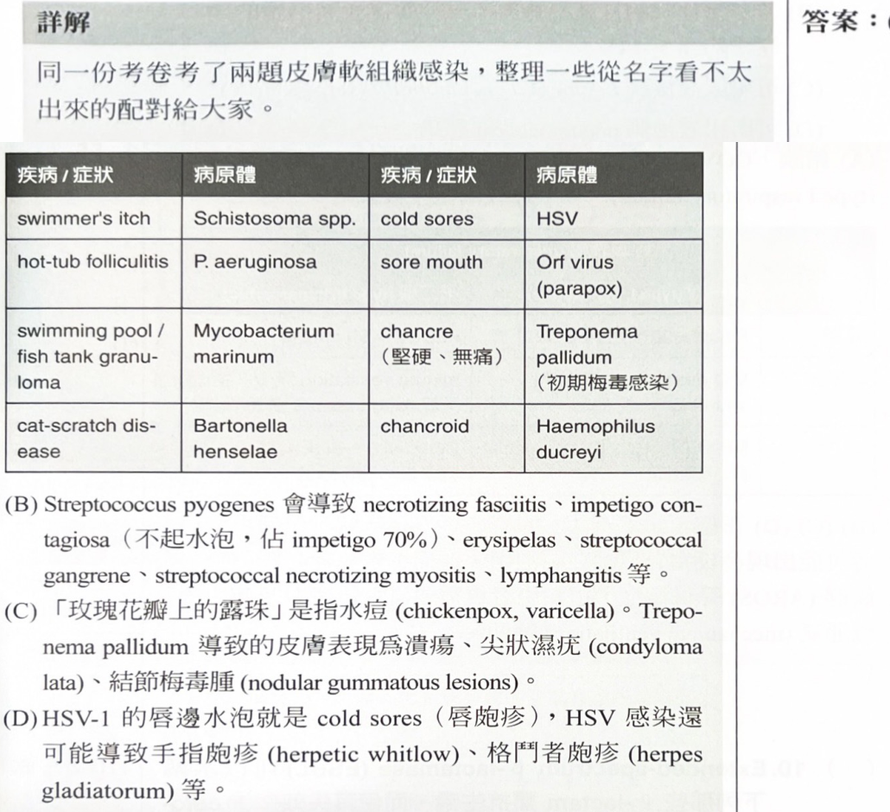 詳解
答案：
同一份考卷考了兩題皮膚軟組織感染，整理一些從名字看不太
出來的配對給大家。
疾病 / 症狀 病原體 疾病 / 症狀 病原體
swimmer's itch Schistosoma spp. cold sores HSV
hot-tub folliculitis P. aeruginosa sore mouth Orf virus
(parapox)
swimming pool / Mycobacterium chancre Treponema
fish tank granu- marinum （堅硬、無痛） pallidum
loma （初期梅毒感染）
cat-scratch dis- Bartonella chancroid Haemophilus
ease henselae ducreyi
(B) Streptococcus pyogenes 會導致 necrotizing fasciitis、impetigo con-
tagiosa（不起水泡，佔 impetigo 70%）、erysipelas、streptococcal
gangrene、streptococcal necrotizing myositis、lymphangitis 等。
(C) 「玫瑰花瓣上的露珠」是指水痘 (chickenpox, varicella)。Trepo-
nema pallidum 導致的皮膚表現爲潰瘍、尖狀濕疣 (condyloma
lata)、結節梅毒腫 (nodular gummatous lesions)。
(D) HSV-1 的唇邊水泡就是 cold sores（唇皰疹），HSV 感染還
可能導致手指皰疹 (herpetic whitlow)、格鬥者皰疹 (herpes
gladiatorum) 等。